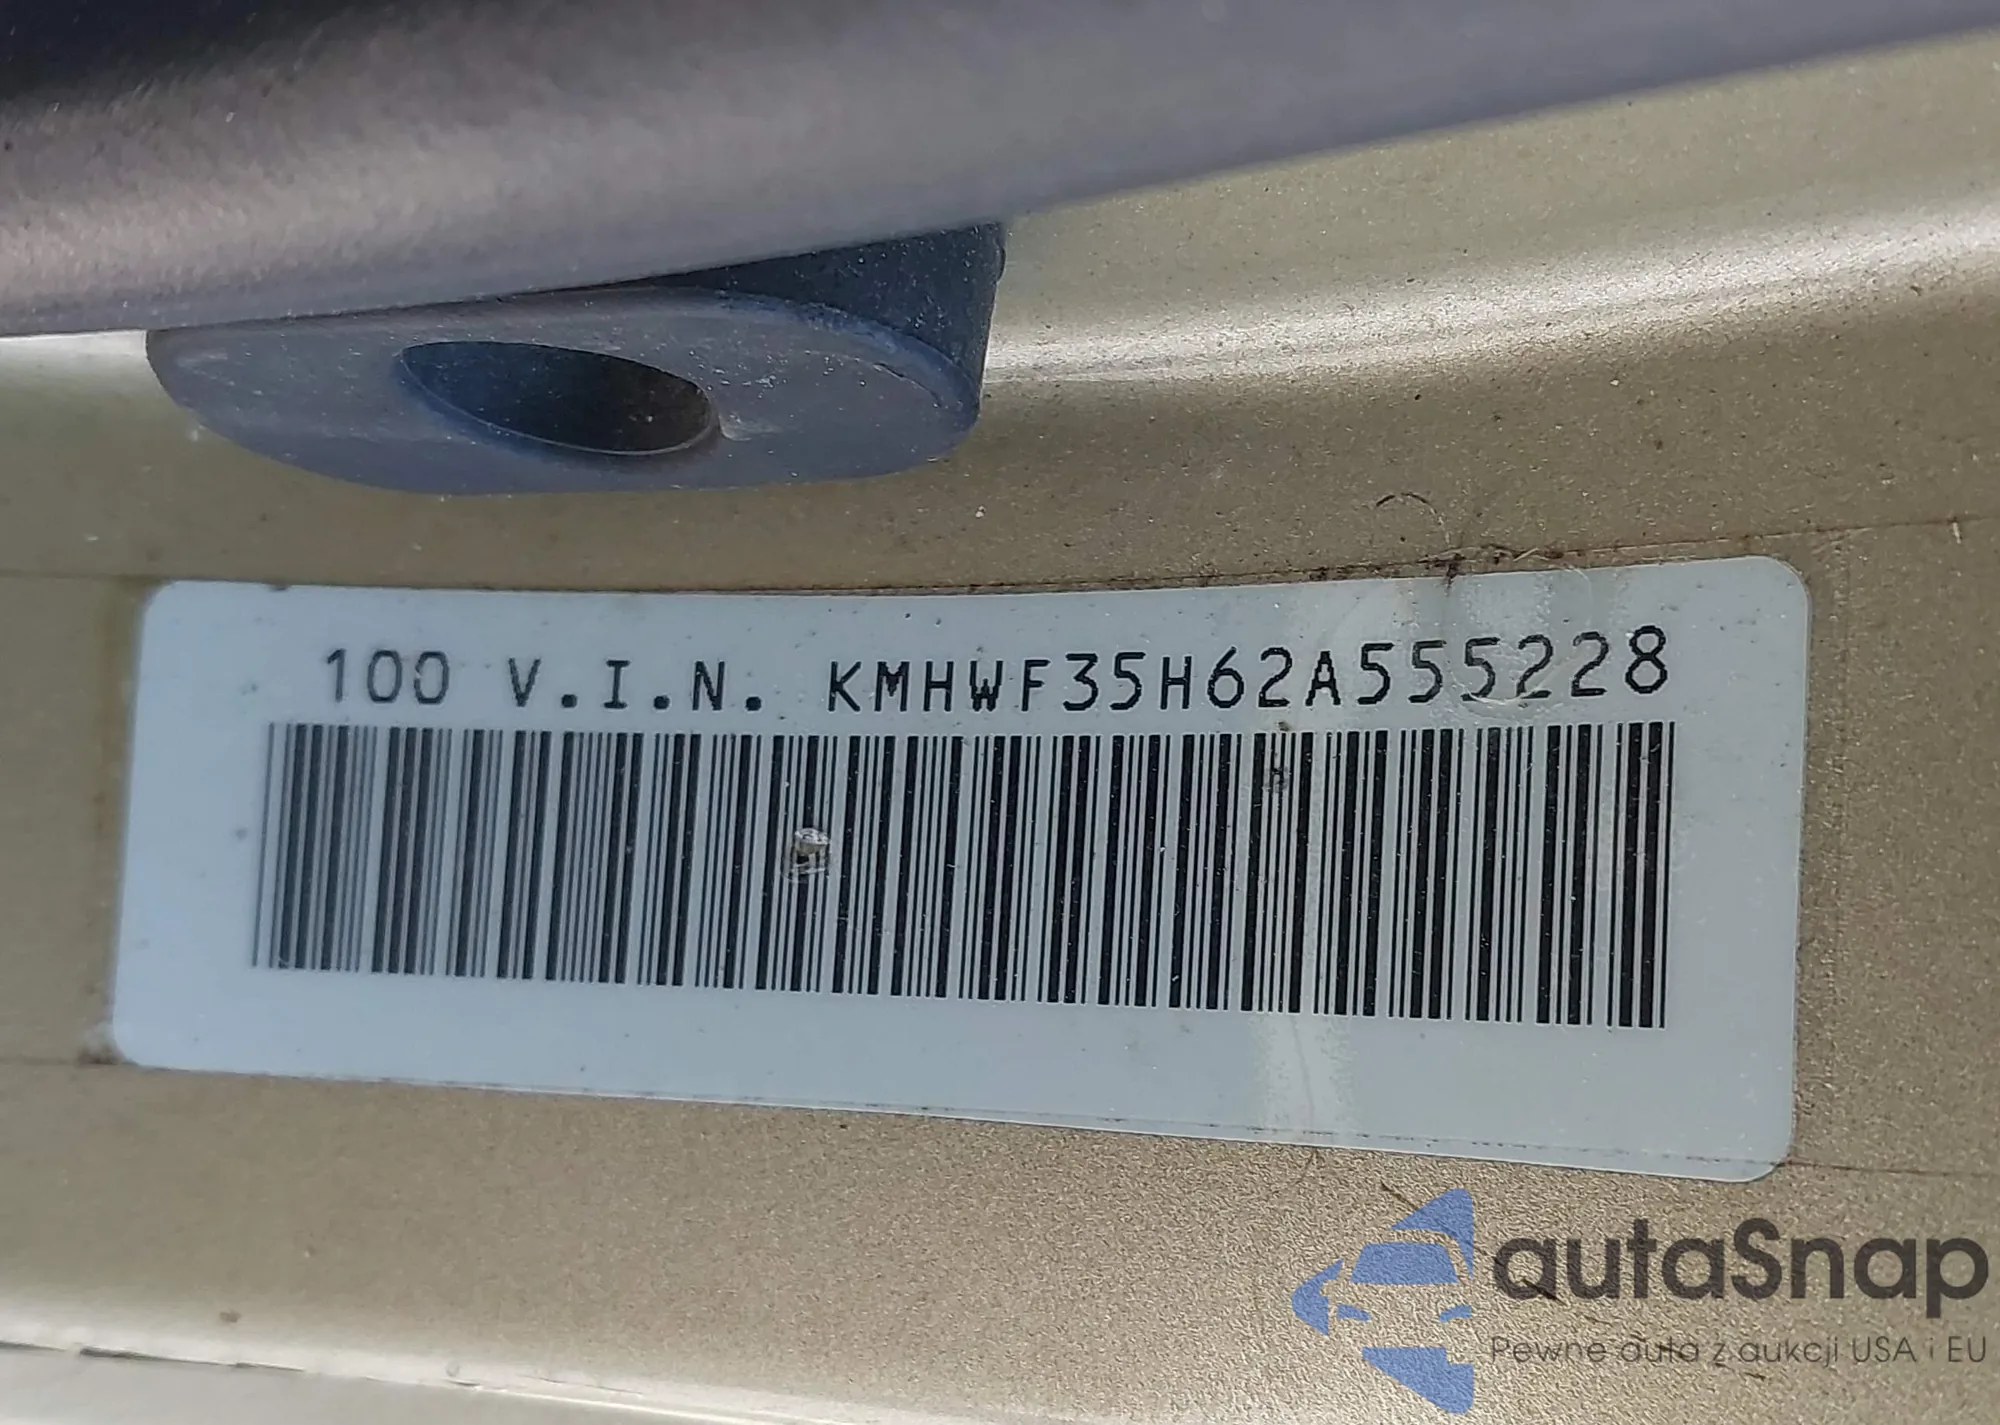 100 V.I.N. KMHWF35H62A555228
autaSnap
Pewne auta z aukcji USA i EU